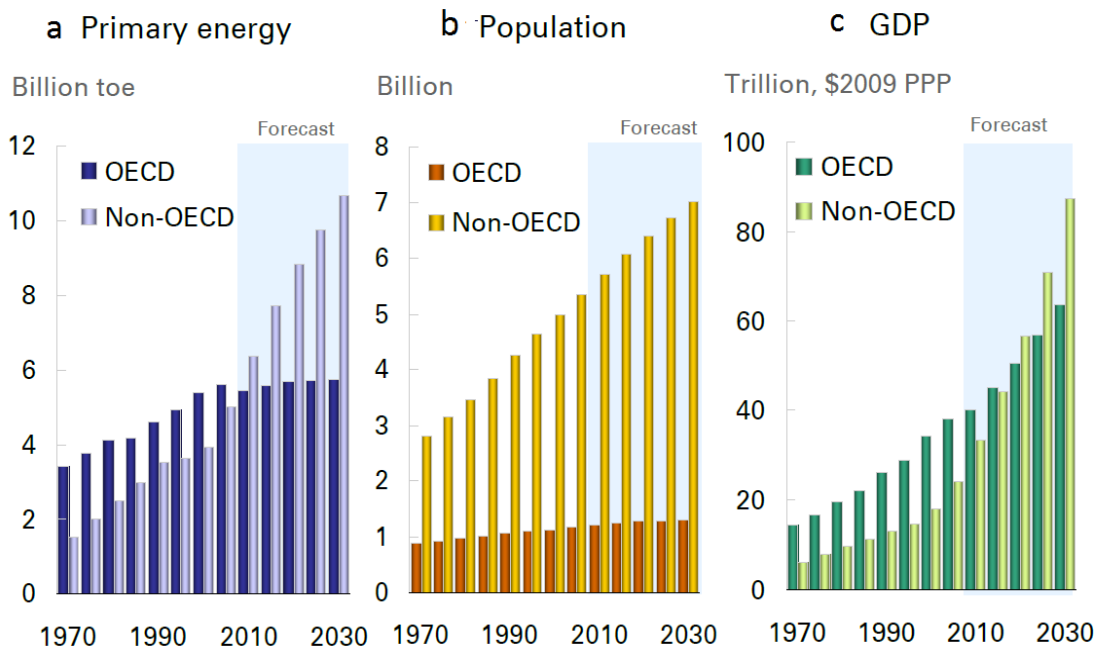 a Primary energy
Billion toe
Forecast
12
10
8
6
4
2
0
OECD
Non-OECD
1970 1990 2010 2030
b Population
Billion
Forecast
8
7
6
5
4
3
2
1
0
OECD
Non-OECD
1970 1990 2010 2030
c GDP
Trillion, $2009 PPP
Forecast
100
80
60
40
20
0
OECD
Non-OECD
1970 1990 2010 2030